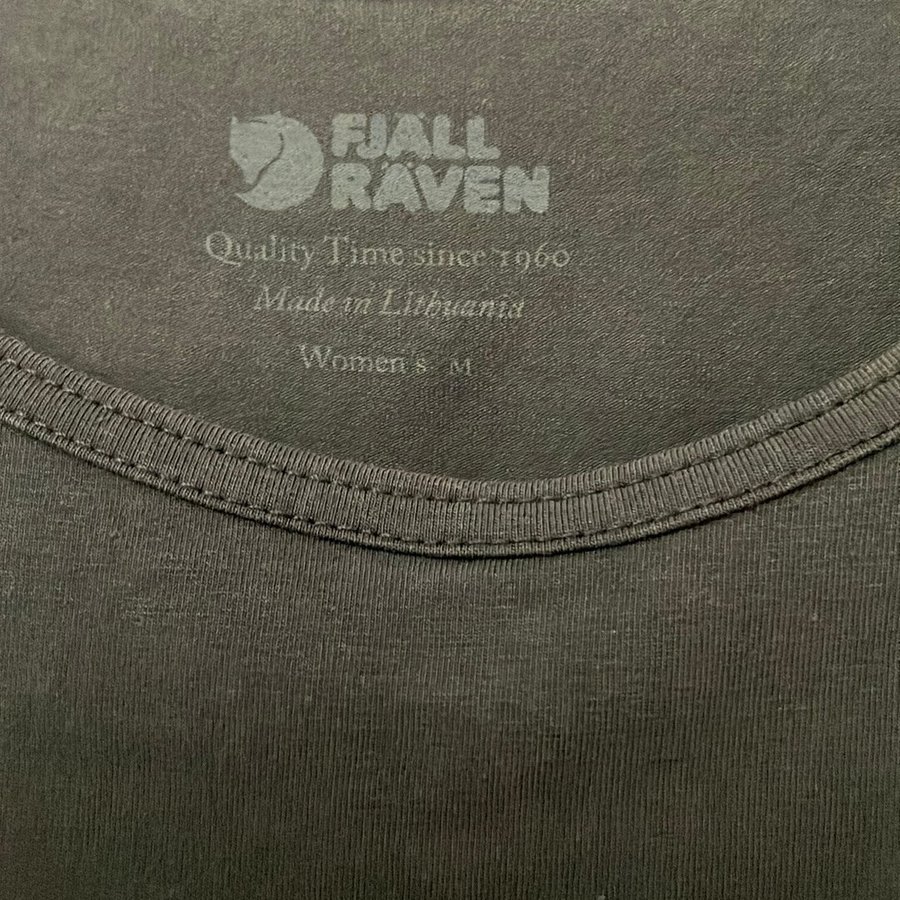 FJÄLL
RÄVEN
Quality Time since 1960
Made in Lithuania
Women's M